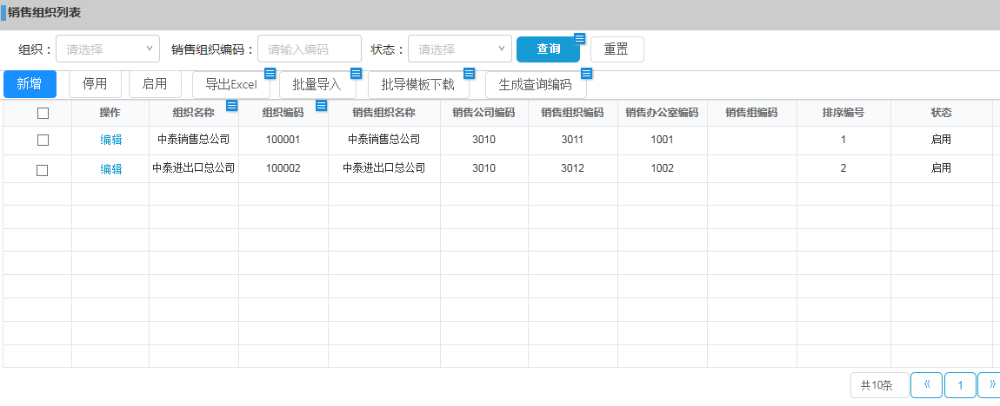 销售组织列表
组织： 请选择 销售组织编码： 请输入编码 状态： 请选择 查询 重置
新增 停用 启用 导出Excel 批量导入 批导模板下载 生成查询编码
操作 组织名称 组织编码 销售组织名称 销售公司编码 销售组织编码 销售办公室编码 销售组编码 排序编号 状态
编辑 中泰销售总公司 100001 中泰销售总公司 3010 3011 1001 1 启用
编辑 中泰进出口总公司 100002 中泰进出口总公司 3010 3012 1002 2 启用
共10条 《 1 》